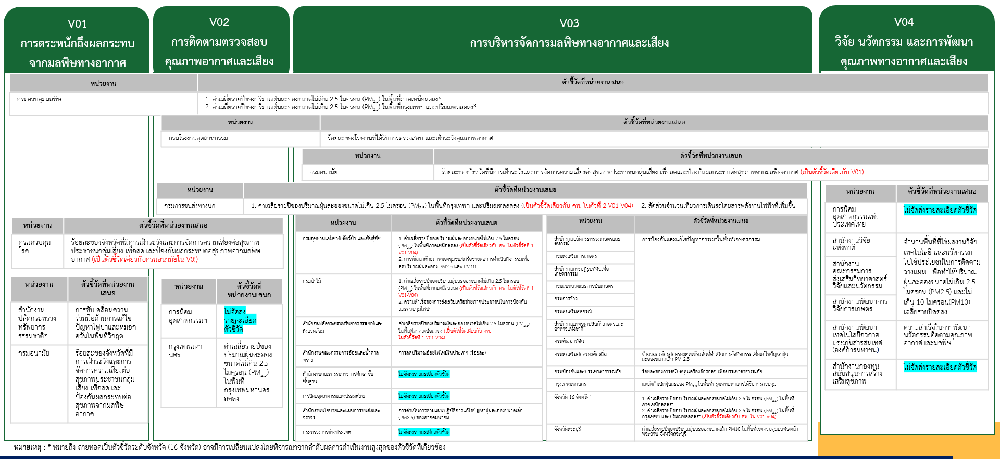 V01
การตระหนักถึงผลกระทบ
จากมลพิษทางอากาศ
V02
การติดตามตรวจสอบ
คุณภาพอากาศและเสียง
V03
การบริหารจัดการมลพิษทางอากาศและเสียง
V04
วิจัย นวัตกรรม และการพัฒนา
คุณภาพทางอากาศและเสียง
หน่วยงาน
ตัวชี้วัดที่หน่วยงานเสนอ
กรมควบคุมมลพิษ
1. ค่าเฉลี่ยรายปีของปริมาณฝุ่นละอองขนาดไม่เกิน 2.5 ไมครอน (PM2.5) ในพื้นที่ภาคเหนือลดลง*
2. ค่าเฉลี่ยรายปีของปริมาณฝุ่นละอองขนาดไม่เกิน 2.5 ไมครอน (PM2.5) ในพื้นที่กรุงเทพฯ และปริมณฑลลดลง*
หน่วยงาน
ตัวชี้วัดที่หน่วยงานเสนอ
กรมโรงงานอุตสาหกรรม
ร้อยละของโรงงานที่ได้รับการตรวจสอบ และเฝ้าระวังคุณภาพอากาศ
หน่วยงาน
ตัวชี้วัดที่หน่วยงานเสนอ
กรมอนามัย
ร้อยละของจังหวัดที่มีการเฝ้าระวังและการจัดการความเสี่ยงต่อสุขภาพประชาชนกลุ่มเสี่ยง เพื่อลดและป้องกันผลกระทบต่อสุขภาพจากมลพิษอากาศ (เป็นตัวชี้วัดเดียวกับ V01)
หน่วยงาน
ตัวชี้วัดที่หน่วยงานเสนอ
กรมการขนส่งทางบก
1. ค่าเฉลี่ยรายปีของปริมาณฝุ่นละอองขนาดไม่เกิน 2.5 ไมครอน (PM2.5) ในพื้นที่กรุงเทพฯ และปริมณฑลลดลง (เป็นตัวชี้วัดเดียวกับ คพ. ในตัวที่ 2 V01-V04) 2. สัดส่วนจำนวนเที่ยวการเดินรถโดยสารพลังงานไฟฟ้าที่เพิ่มขึ้น
หน่วยงาน
ตัวชี้วัดที่หน่วยงานเสนอ
กรมควบคุม
โรค
ร้อยละของจังหวัดที่มีการเฝ้าระวังและการจัดการความเสี่ยงต่อสุขภาพ
ประชาชนกลุ่มเสี่ยง เพื่อลดและป้องกันผลกระทบต่อสุขภาพจากมลพิษ
อากาศ (เป็นตัวชี้วัดเดียวกับกรมอนามัยใน V0!)
หน่วยงาน
ตัวชี้วัดที่หน่วยงาน
เสนอ
สำนักงาน
ปลัดกระทรวง
ทรัพยากร
ธรรมชาติฯ
การขับเคลื่อนความ
ร่วมมือด้านการแก้ไข
ปัญหาไฟป่าและหมอก
ควันในพื้นที่วิกฤต
กรมอนามัย
ร้อยละของจังหวัดที่มี
การเฝ้าระวังและการ
จัดการความเสี่ยงต่อ
สุขภาพประชาชนกลุ่ม
เสี่ยง เพื่อลดและ
ป้องกันผลกระทบต่อ
สุขภาพจากมลพิษ
อากาศ
หน่วยงาน
ตัวชี้วัดที่
หน่วยงานเสนอ
การนิคม
อุตสาหกรรมฯ
ไม่จัดส่ง
รายละเอียด
ตัวชี้วัด
กรุงเทพมหา
นคร
ค่าเฉลี่ยรายปีของ
ปริมาณฝุ่นละออง
ขนาดไม่เกิน 2.5
ไมครอน (PM2.5)
ในพื้นที่
กรุงเทพมหานคร
ลดลง
หน่วยงาน
ตัวชี้วัดที่หน่วยงานเสนอ
กรมอุทยานแห่งชาติ สัตว์ป่า และพันธุ์พืช
1. ค่าเฉลี่ยรายปีของปริมาณฝุ่นละอองขนาดไม่เกิน 2.5 ไมครอน
(PM2.5) ในพื้นที่ภาคเหนือลดลง (เป็นตัวชี้วัดเดียวกับ คพ. ในตัวชี้วัดที่ 1
V01-V04)
2. การพัฒนาศักยภาพของชุมชน/เครือข่ายต่อการดำเนินกิจกรรมเพื่อ
ลดปริมาณฝุ่นละออง PM2.5 และ PM10
กรมป่าไม้
1. ค่าเฉลี่ยรายปีของปริมาณฝุ่นละอองขนาดไม่เกิน 2.5 ไมครอน
(PM2.5) ในพื้นที่ภาคเหนือลดลง (เป็นตัวชี้วัดเดียวกับ คพ. ในตัวชี้วัดที่ 1
V01-V04)
2. ความสำเร็จของการส่งเสริมเครือข่ายภาคประชาชนในการป้องกัน
และควบคุมไฟป่า
สำนักงานปลัดกระทรวงทรัพยากรธรรมชาติและ
สิ่งแวดล้อม
ค่าเฉลี่ยรายปีของปริมาณฝุ่นละอองขนาดไม่เกิน 2.5 ไมครอน (PM2.5)
ในพื้นที่ภาคเหนือลดลง (เป็นตัวชี้วัดเดียวกับ คพ.
ในตัวชี้วัดที่ 1 V01-V04)
สำนักงานคณะกรรมการอ้อยและน้ำตาล
ทราย
การลดปริมาณอ้อยไฟไหม้ในประเทศ (ร้อยละ)
สำนักงานคณะกรรมการการศึกษาขั้น
พื้นฐาน
ไม่จัดส่งรายละเอียดตัวชี้วัด
การนิคมอุตสาหกรรมแห่งประเทศไทย
ไม่จัดส่งรายละเอียดตัวชี้วัด
สำนักงานนโยบายและแผนการขนส่งและ
จราจร
การดำเนินการตามแผนปฏิบัติการแก้ไขปัญหาฝุ่นละอองขนาดเล็ก
(PM2.5) ของภาคคมนาคม
กระทรวงการต่างประเทศ
ไม่จัดส่งรายละเอียดตัวชี้วัด
หน่วยงาน
ตัวชี้วัดที่หน่วยงานเสนอ
สำนักงานปลัดกระทรวงเกษตรและ
สหกรณ์
การป้องกันและแก้ไขปัญหาการเผาในพื้นที่เกษตรกรรม
กรมส่งเสริมการเกษตร
สำนักงานการปฏิรูปที่ดินเพื่อ
เกษตรกรรม
กรมฝนหลวงและการบินเกษตร
กรมการข้าว
กรมส่งเสริมสหกรณ์
สำนักงานมาตรฐานสินค้าเกษตรและ
อาหารแห่งชาติ
กรมพัฒนาที่ดิน
กรมส่งเสริมปกครองท้องถิ่น
จำนวนองค์กรปกครองส่วนท้องถิ่นที่ดำเนินการจัดกิจกรรมเพื่อแก้ไขปัญหาฝุ่น
ละอองขนาดเล็ก PM 2.5
กรมป้องกันและบรรเทาสาธารณภัย
ร้อยละของการสนับสนุนเครื่องจักรกลฯ เพื่อบรรเทาสาธารณภัย
กรุงเทพมหานคร
แหล่งกำเนิดฝุ่นละออง PM2.5 ในพื้นที่กรุงเทพมหานครได้รับการควบคุม
จังหวัด 16 จังหวัด*
1. ค่าเฉลี่ยรายปีของปริมาณฝุ่นละอองขนาดไม่เกิน 2.5 ไมครอน (PM2.5) ในพื้นที่
ภาคเหนือลดลง*
2. ค่าเฉลี่ยรายปีของปริมาณฝุ่นละอองขนาดไม่เกิน 2.5 ไมครอน (PM2.5) ในพื้นที่
กรุงเทพฯ และปริมณฑลลดลง* (เป็นตัวชี้วัดเดียวกับ คพ. ใน V01-V04)
จังหวัดสระบุรี
ค่าเฉลี่ยรายปีของปริมาณฝุ่นละอองขนาดเล็ก PM10 ในพื้นที่เขตควบคุมมลพิษหน้า
พระลาน จังหวัดสระบุรี
หน่วยงาน
ตัวชี้วัดที่หน่วยงานเสนอ
การนิคม
อุตสาหกรรมแห่ง
ประเทศไทย
ไม่จัดส่งรายละเอียดตัวชี้วัด
สำนักงานวิจัย
แห่งชาติ
สำนักงาน
คณะกรรมการ
ส่งเสริมวิทยาศาสตร์
วิจัยและนวัตกรรม
สำนักงานพัฒนาการ
วิจัยการเกษตร
จำนวนพื้นที่ที่ใช้ผลงานวิจัย
เทคโนโลยี และนวัตกรรม
ไปใช้ประโยชน์ในการติดตาม
วางแผน เพื่อทำให้ปริมาณ
ฝุ่นละอองขนาดไม่เกิน 2.5
ไมครอน (PM2.5) และไม่
เกิน 10 ไมครอน(PM10)
เฉลี่ยรายปีลดลง
สำนักงานพัฒนา
เทคโนโลยีอวกาศ
และภูมิสารสนเทศ
(องค์การมหาชน)
ความสำเร็จในการพัฒนา
นวัตกรรมติดตามคุณภาพ
อากาศและมลพิษ
สำนักงานกองทุน
สนับสนุนการสร้าง
เสริมสุขภาพ
ไม่จัดส่งรายละเอียดตัวชี้วัด
หมายเหตุ : * หมายถึง ถ่ายทอดเป็นตัวชี้วัดระดับจังหวัด (16 จังหวัด) อาจมีการเปลี่ยนแปลงโดยพิจารณาจากลำดับผลการดำเนินงานสูงสุดของตัวชี้วัดที่เกี่ยวข้อง